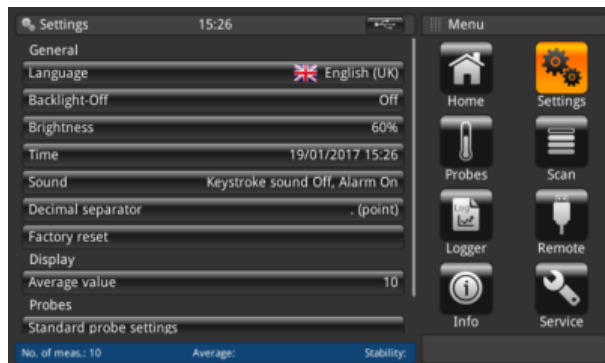 Settings 15:26 Menu
General
Language English (UK)
Backlight-Off Off
Brightness 60%
Time 19/01/2017 15:26
Sound Keystroke sound Off, Alarm On
Decimal separator . (point)
Factory reset
Display
Average value 10
Probes
Standard probe settings
No. of meas.: 10 Average: Stability:
Home Settings
Probes Scan
Log
Logger Remote
Info Service